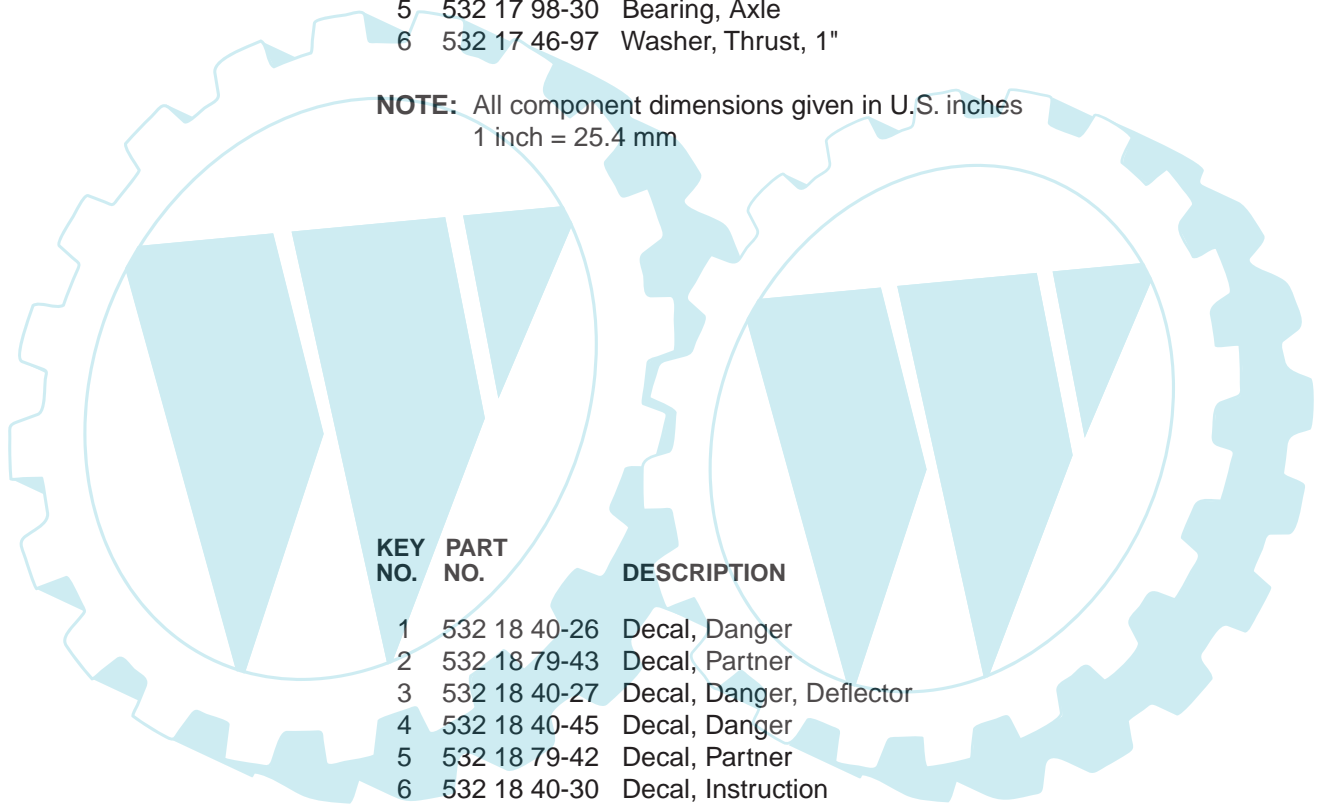 5 532 17 98-30 Bearing, Axle
6 532 17 46-97 Washer, Thrust, 1"
NOTE: All component dimensions given in U.S. inches
1 inch = 25.4 mm
KEY PART
NO. NO. DESCRIPTION
1 532 18 40-26 Decal, Danger
2 532 18 79-43 Decal, Partner
3 532 18 40-27 Decal, Danger, Deflector
4 532 18 40-45 Decal, Danger
5 532 18 79-42 Decal, Partner
6 532 18 40-30 Decal, Instruction